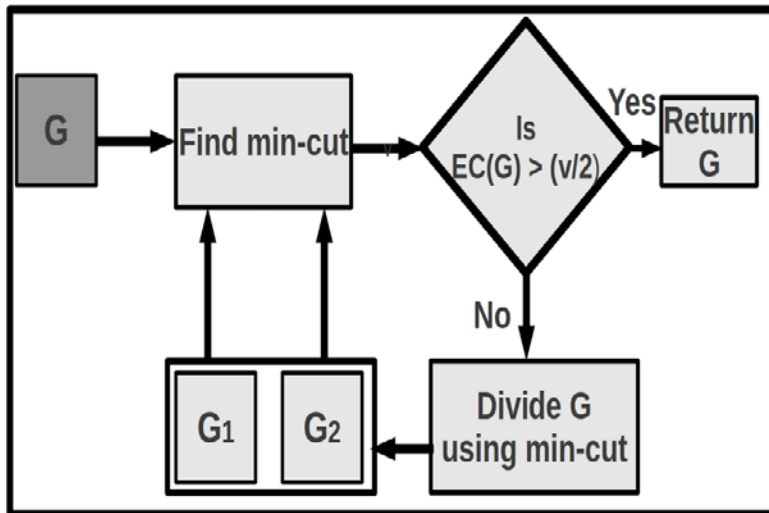 G
Find min-cut
Is
EC(G) > (v/2)
Yes
Return
G
No
Divide G
using min-cut
G1
G2